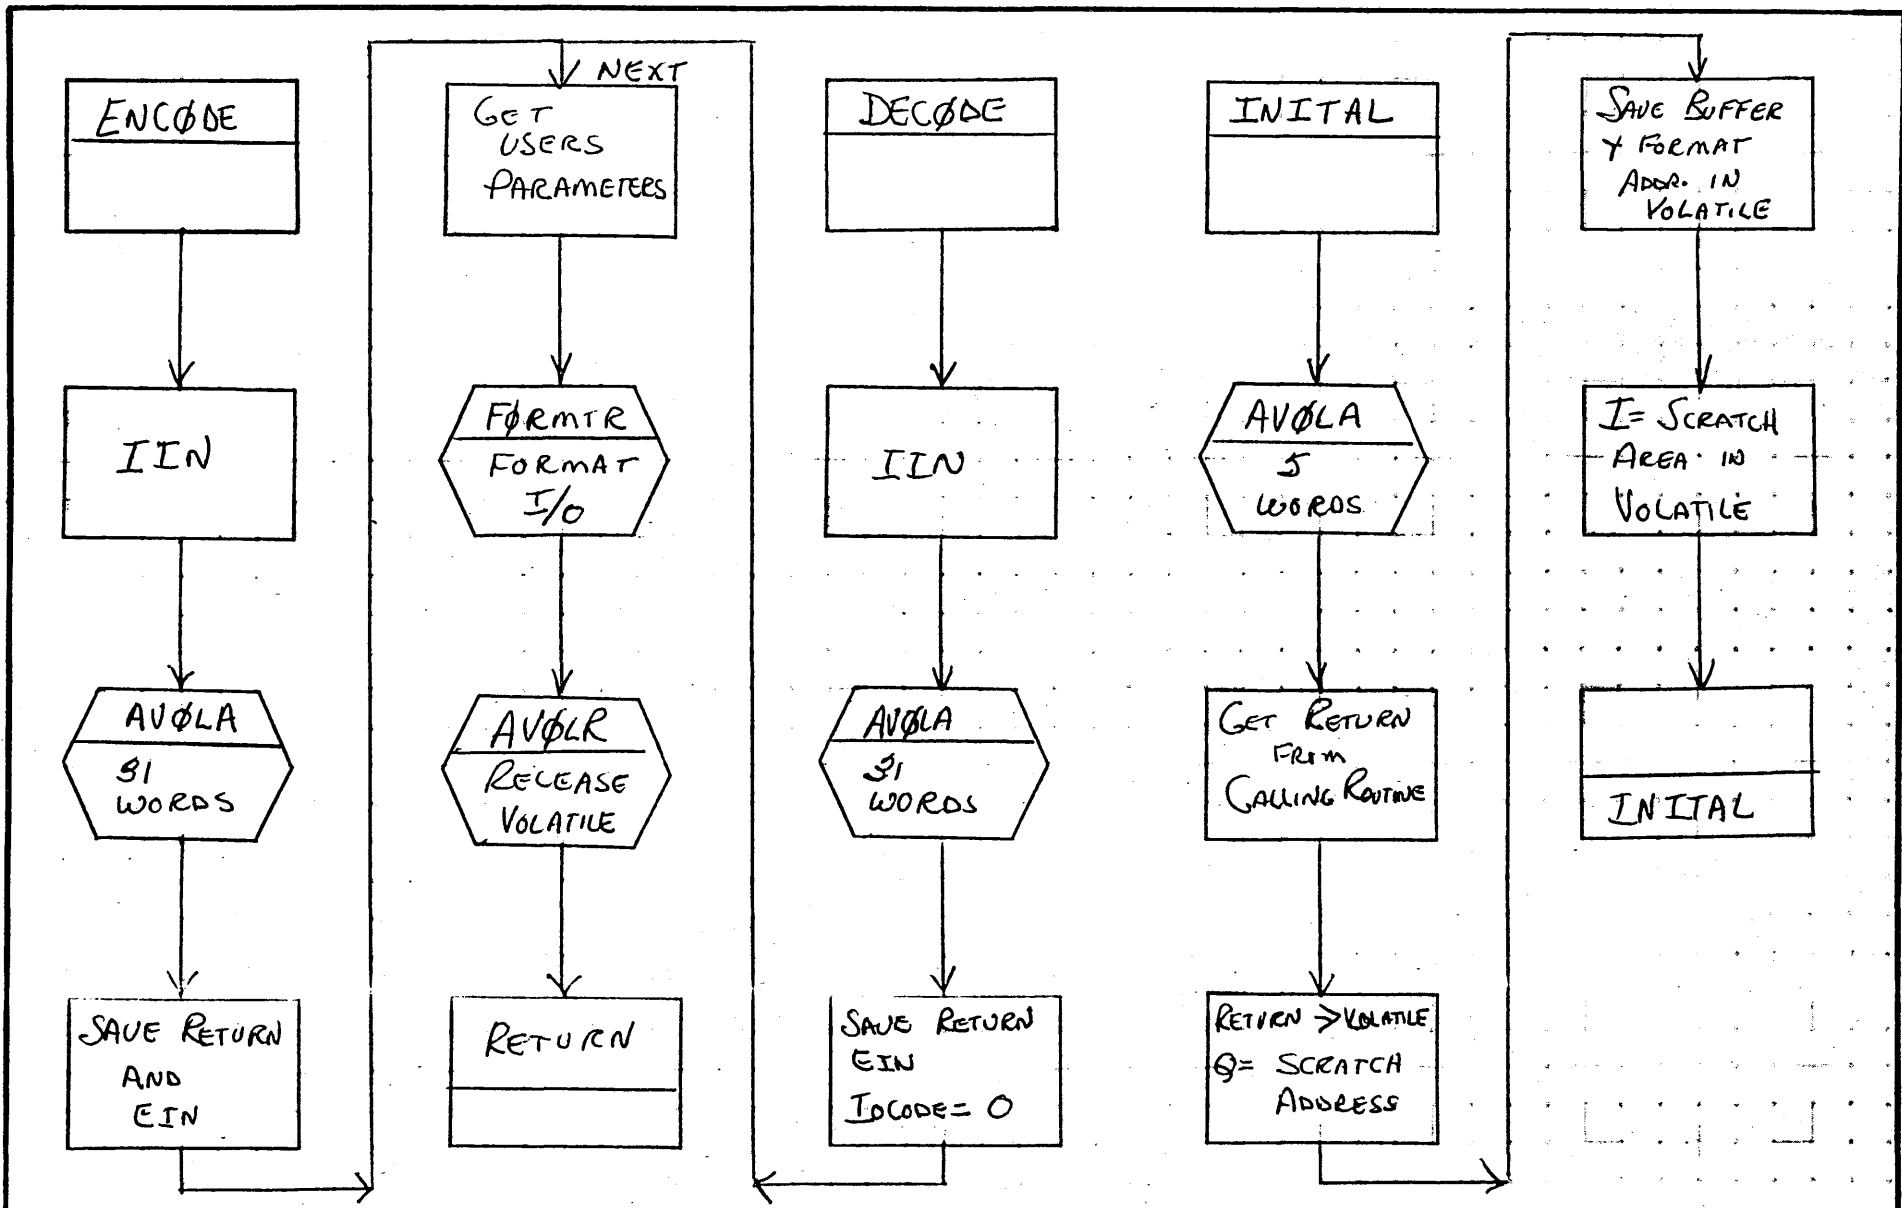 ENCØDE
IIN
AVØLA
31
WORDS
SAVE RETURN
AND
EIN
NEXT
GET
USERS
PARAMETERS
FØRMTR
FORMAT
I/O
AVØLR
RELEASE
VOLATILE
RETURN
DECØDE
IIN
AVØLA
31
WORDS
SAVE RETURN
EIN
IOCODE = 0
INITAL
AVØLA
5
WORDS
GET RETURN
FROM
CALLING ROUTINE
RETURN → VOLATILE
Q = SCRATCH
ADDRESS
SAVE BUFFER
+ FORMAT
ADDR. IN
VOLATILE
I = SCRATCH
AREA IN
VOLATILE
INITAL